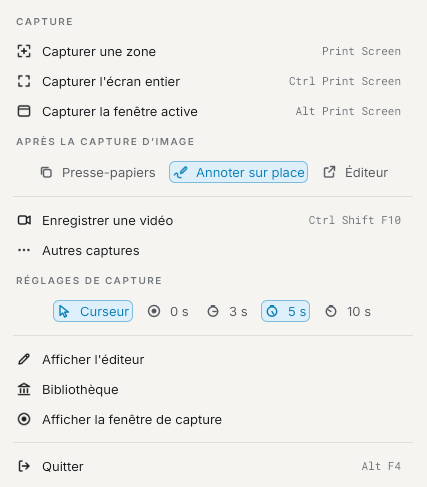 CAPTURE
Capturer une zone Print Screen
Capturer l'écran entier Ctrl Print Screen
Capturer la fenêtre active Alt Print Screen
APRÈS LA CAPTURE D'IMAGE
Presse-papiers Annoter sur place Éditeur
Enregistrer une vidéo Ctrl Shift F10
Autres captures
RÉGLAGES DE CAPTURE
Curseur 0 s 3 s 5 s 10 s
Afficher l'éditeur
Bibliothèque
Afficher la fenêtre de capture
Quitter Alt F4